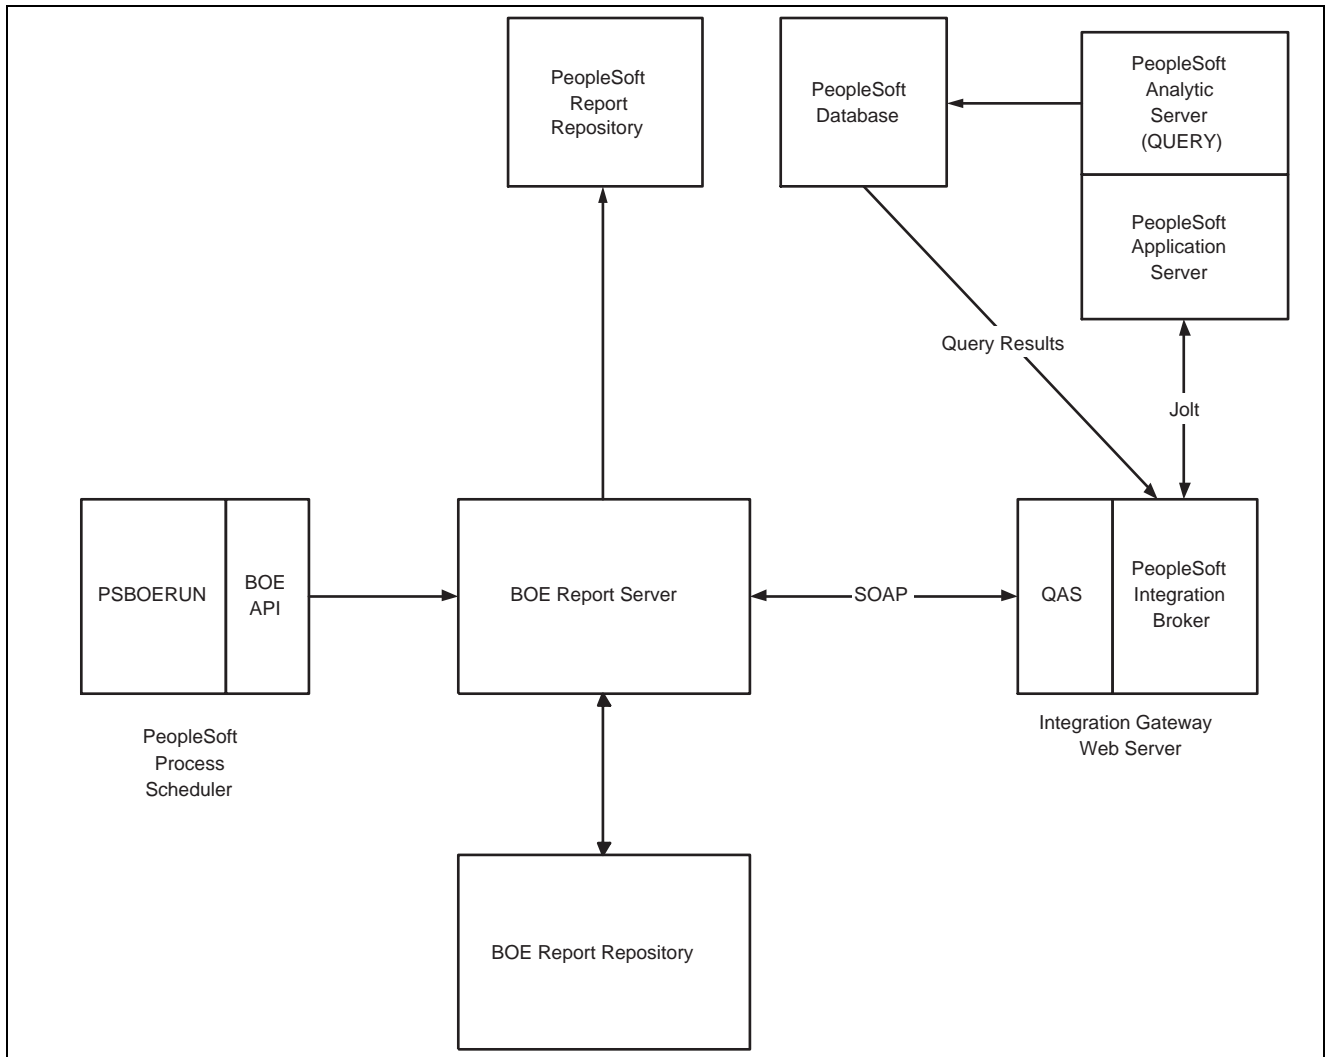 PeopleSoft
Report
Repository
PeopleSoft
Database
PeopleSoft
Analytic
Server
(QUERY)
PeopleSoft
Application
Server
Query Results
Jolt
PSBOERUN
BOE
API
BOE Report Server
SOAP
QAS
PeopleSoft
Integration
Broker
PeopleSoft
Process
Scheduler
Integration Gateway
Web Server
BOE Report Repository